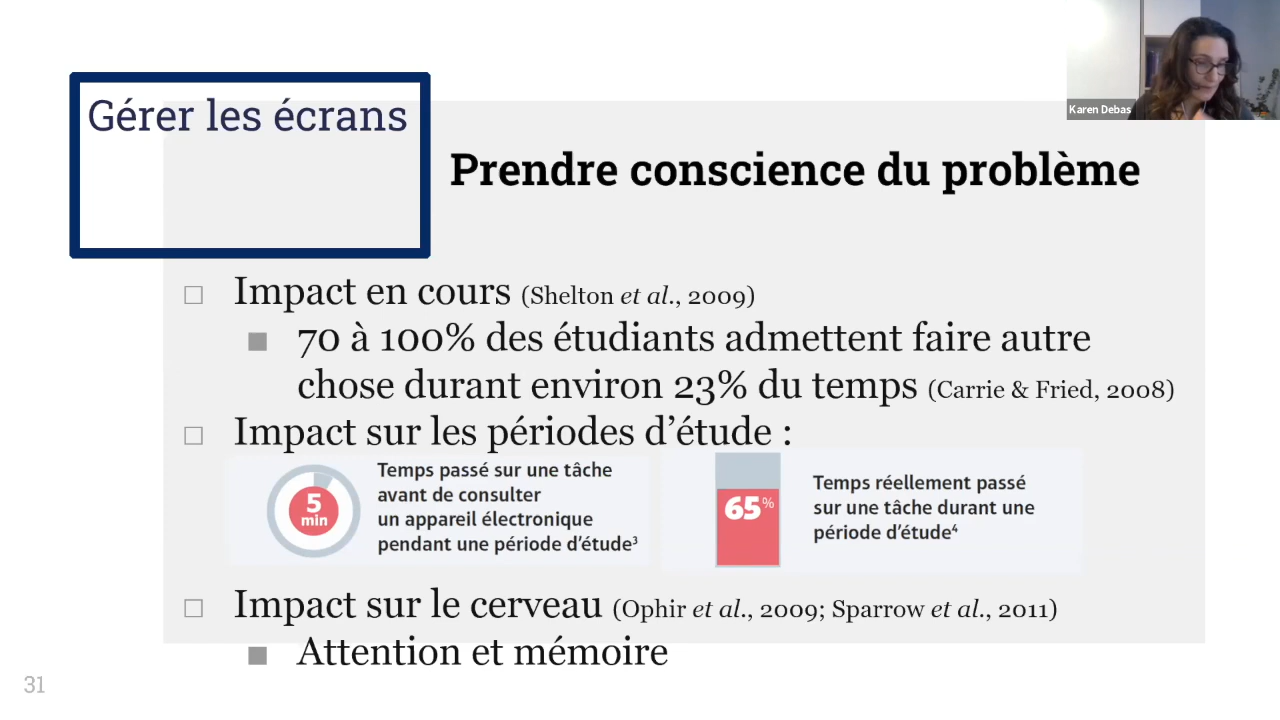 Karen Debas
Gérer les écrans
Prendre conscience du problème
Impact en cours (Shelton et al., 2009)
70 à 100% des étudiants admettent faire autre
chose durant environ 23% du temps (Carrie & Fried, 2008)
Impact sur les périodes d’étude :
5
min
Temps passé sur une tâche
avant de consulter
un appareil électronique
pendant une période d’étude³
65%
Temps réellement passé
sur une tâche durant une
période d’étude⁴
Impact sur le cerveau (Ophir et al., 2009; Sparrow et al., 2011)
Attention et mémoire
31